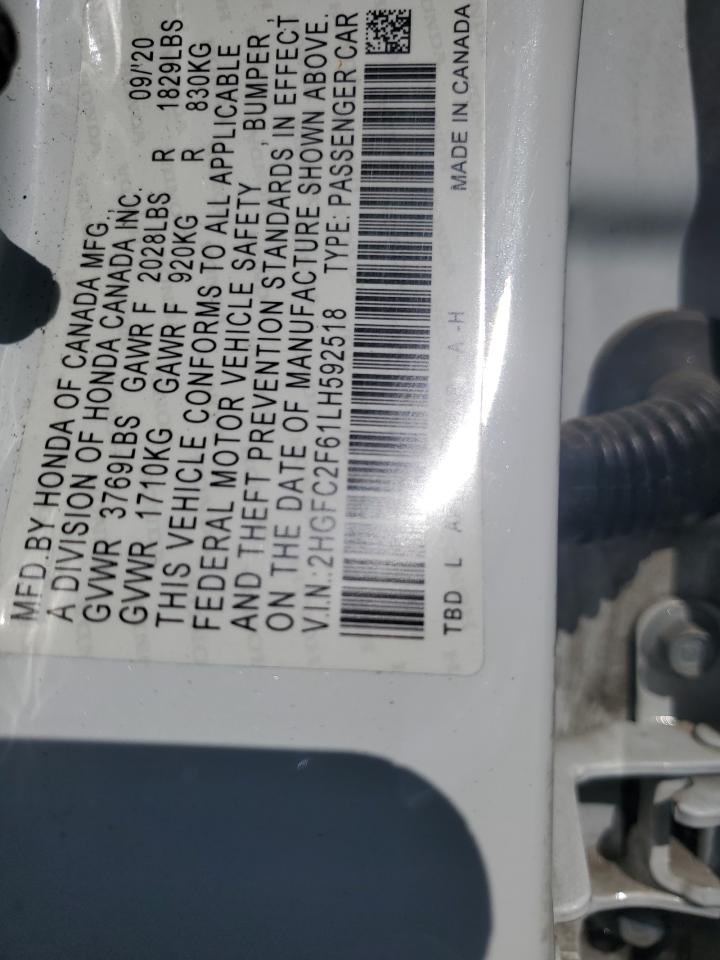 MFD.BY HONDA OF CANADA MFG., 09/'20
A DIVISION OF HONDA CANADA INC.
GVWR 3769LBS GAWR F 2028LBS R 1829LBS
GVWR 1710KG GAWR F 920KG R 830KG
THIS VEHICLE CONFORMS TO ALL APPLICABLE
FEDERAL MOTOR VEHICLE SAFETY , BUMPER ,
AND THEFT PREVENTION STANDARDS IN EFFECT
ON THE DATE OF MANUFACTURE SHOWN ABOVE.
V.I.N.:2HGFC2F61LH592518 TYPE: PASSENGER CAR
TBD L A A -H MADE IN CANADA